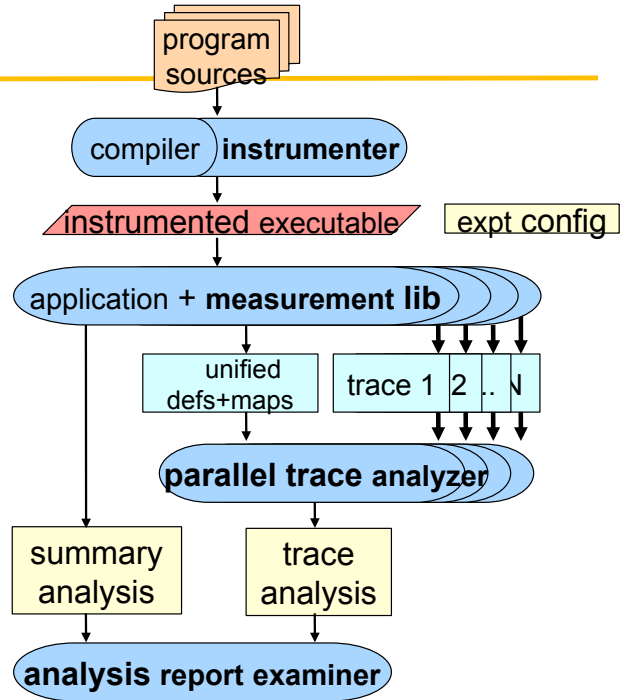 program
sources
compiler instrumenter
instrumented executable
expt config
application + measurement lib
unified
defs+maps
trace 1 2 .. N
parallel trace analyzer
summary
analysis
trace
analysis
analysis report examiner